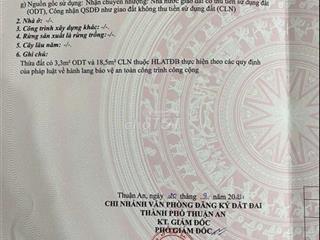 g) Nguồn gốc sử dụng: Nhận chuyển nhượng: Nhà nước giao đất có thu tiền sử dụng đất
(ODT), Công nhận QSDĐ như giao đất không thu tiền sử dụng đất (CLN)
2. Nhà ở: -/-.
3. Công trình xây dựng khác: -/-.
4. Rừng sản xuất là rừng trồng: -/-.
5. Cây lâu năm: -/-.
6. Ghi chú:
Thửa đất có 3,3m² ODT và 18,5m² CLN thuộc HLATĐB thực hiện theo các quy định
của pháp luật về hành lang bảo vệ an toàn công trình công cộng
Thuận An, ngày tháng 9 năm
CHI NHÁNH VĂN PHÒNG ĐĂNG KÝ ĐẤT ĐAI
THÀNH PHỐ THUẬN AN
KT. GIÁM ĐỐC
PHÓ GIÁM ĐỐC